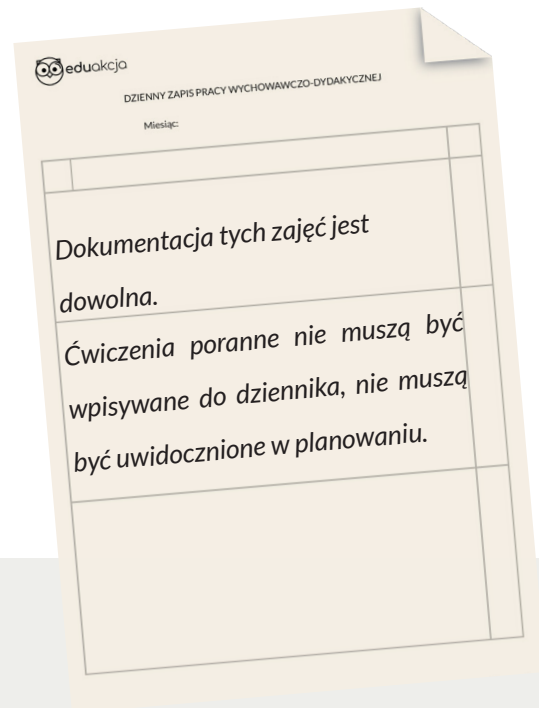 eduakcja
DZIENNY ZAPIS PRACY WYCHOWAWCZO-DYDAKYCZNEJ
Miesiąc:
Dokumentacja tych zajęć jest
dowolna.
Ćwiczenia poranne nie muszą być
wpisywane do dziennika, nie muszą
być uwidocznione w planowaniu.